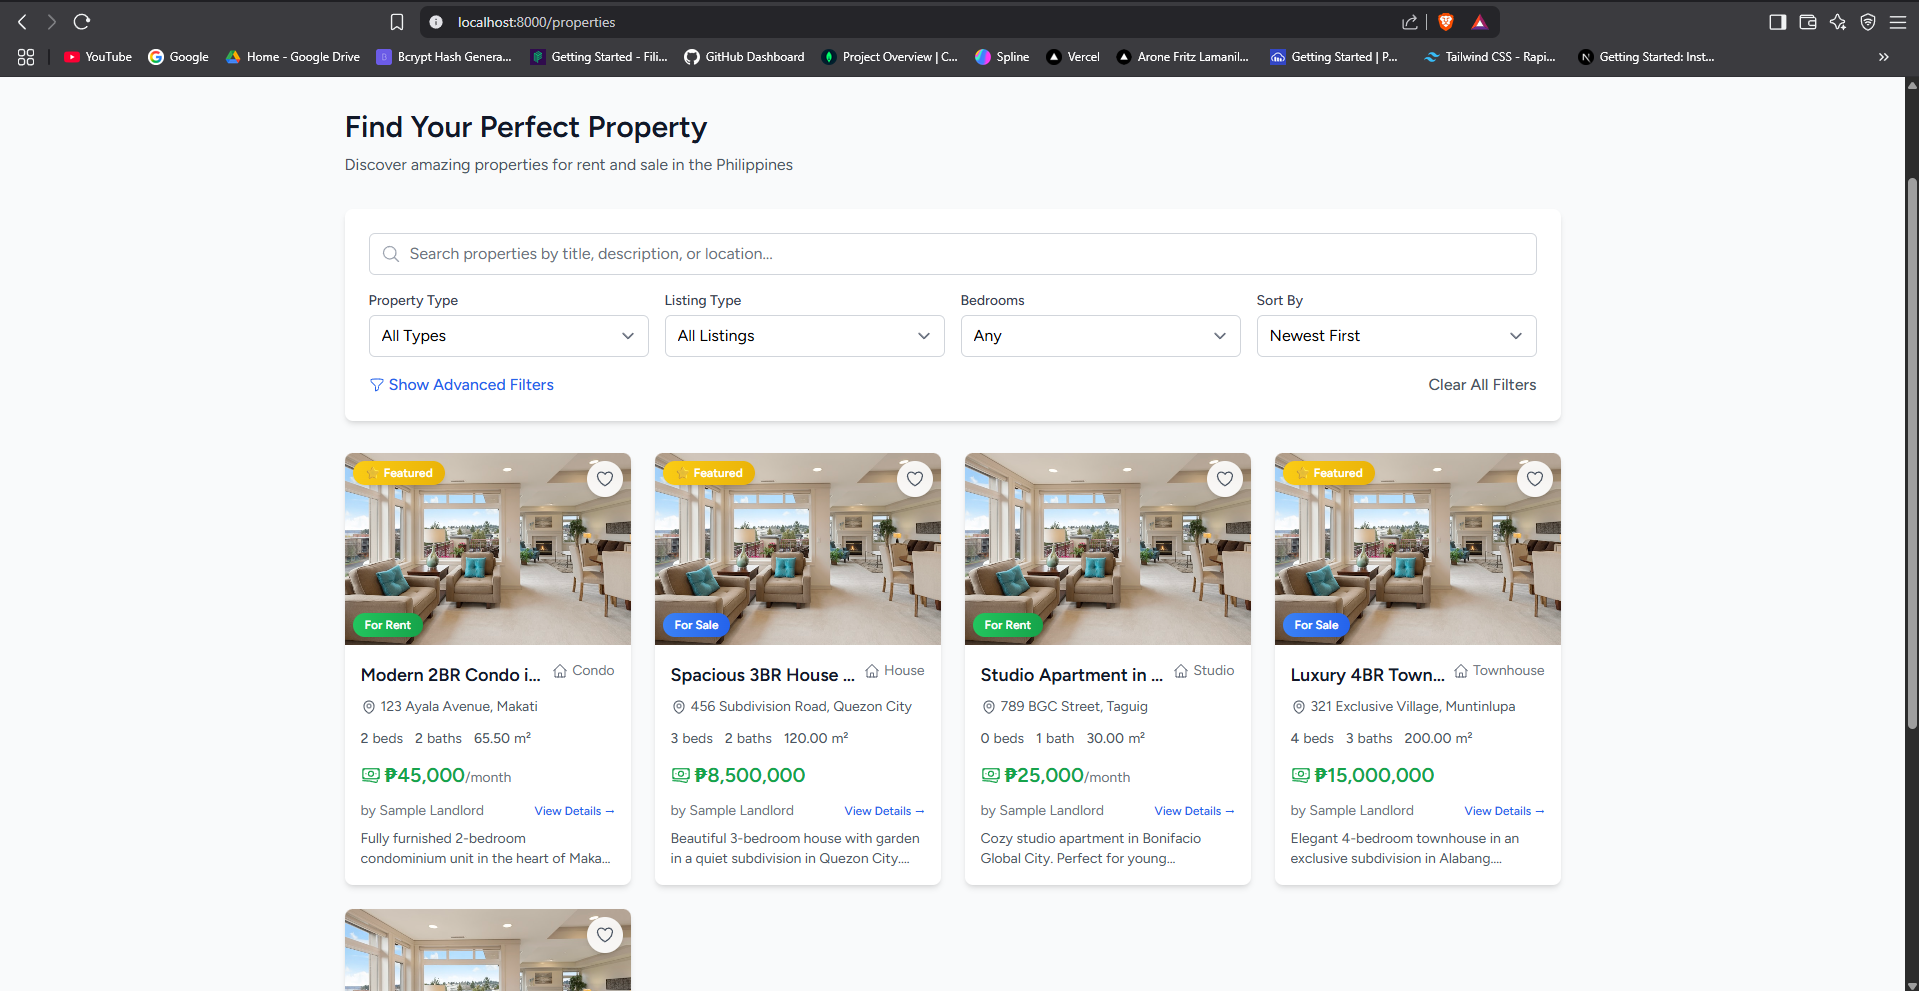 localhost:8000/properties
YouTube
Google
Home - Google Drive
Bcrypt Hash Genera...
Getting Started - Fili...
GitHub Dashboard
Project Overview | C...
Spline
Vercel
Arone Fritz Lamanil...
Getting Started | P...
Tailwind CSS - Rapi...
Getting Started: Inst...
Find Your Perfect Property
Discover amazing properties for rent and sale in the Philippines
Search properties by title, description, or location...
Property Type
Listing Type
Bedrooms
Sort By
All Types
All Listings
Any
Newest First
Show Advanced Filters
Clear All Filters
Featured
For Rent
Modern 2BR Condo i...
Condo
123 Ayala Avenue, Makati
2 beds 2 baths 65.50 m²
₱45,000/month
by Sample Landlord
View Details →
Fully furnished 2-bedroom
condominium unit in the heart of Maka...
Featured
For Sale
Spacious 3BR House ...
House
456 Subdivision Road, Quezon City
3 beds 2 baths 120.00 m²
₱8,500,000
by Sample Landlord
View Details →
Beautiful 3-bedroom house with garden
in a quiet subdivision in Quezon City....
For Rent
Studio Apartment in ...
Studio
789 BGC Street, Taguig
0 beds 1 bath 30.00 m²
₱25,000/month
by Sample Landlord
View Details →
Cozy studio apartment in Bonifacio
Global City. Perfect for young...
Featured
For Sale
Luxury 4BR Town...
Townhouse
321 Exclusive Village, Muntinlupa
4 beds 3 baths 200.00 m²
₱15,000,000
by Sample Landlord
View Details →
Elegant 4-bedroom townhouse in an
exclusive subdivision in Alabang....